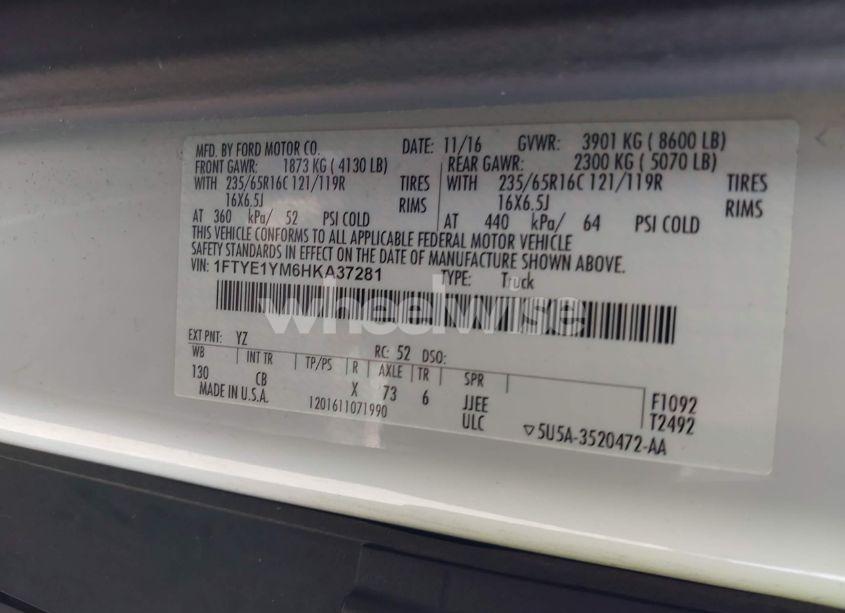 MFD. BY FORD MOTOR CO. DATE: 11/16 GVWR: 3901 KG ( 8600 LB)
FRONT GAWR: 1873 KG ( 4130 LB) REAR GAWR: 2300 KG ( 5070 LB)
WITH 235/65R16C 121/119R TIRES WITH 235/65R16C 121/119R TIRES
16X6.5J RIMS 16X6.5J RIMS
AT 360 kPa/ 52 PSI COLD AT 440 kPa/ 64 PSI COLD
THIS VEHICLE CONFORMS TO ALL APPLICABLE FEDERAL MOTOR VEHICLE
SAFETY STANDARDS IN EFFECT ON THE DATE OF MANUFACTURE SHOWN ABOVE.
VIN: 1FTYE1YM6HKA37281 TYPE: Truck
wheelwise
EXT PNT: YZ RC: 52 DSO:
WB INT TR TP/PS R AXLE TR SPR
130 CB X 73 6 JJEE F1092
MADE IN U.S.A. 1201611071990 ULC T2492
5U5A-3520472-AA